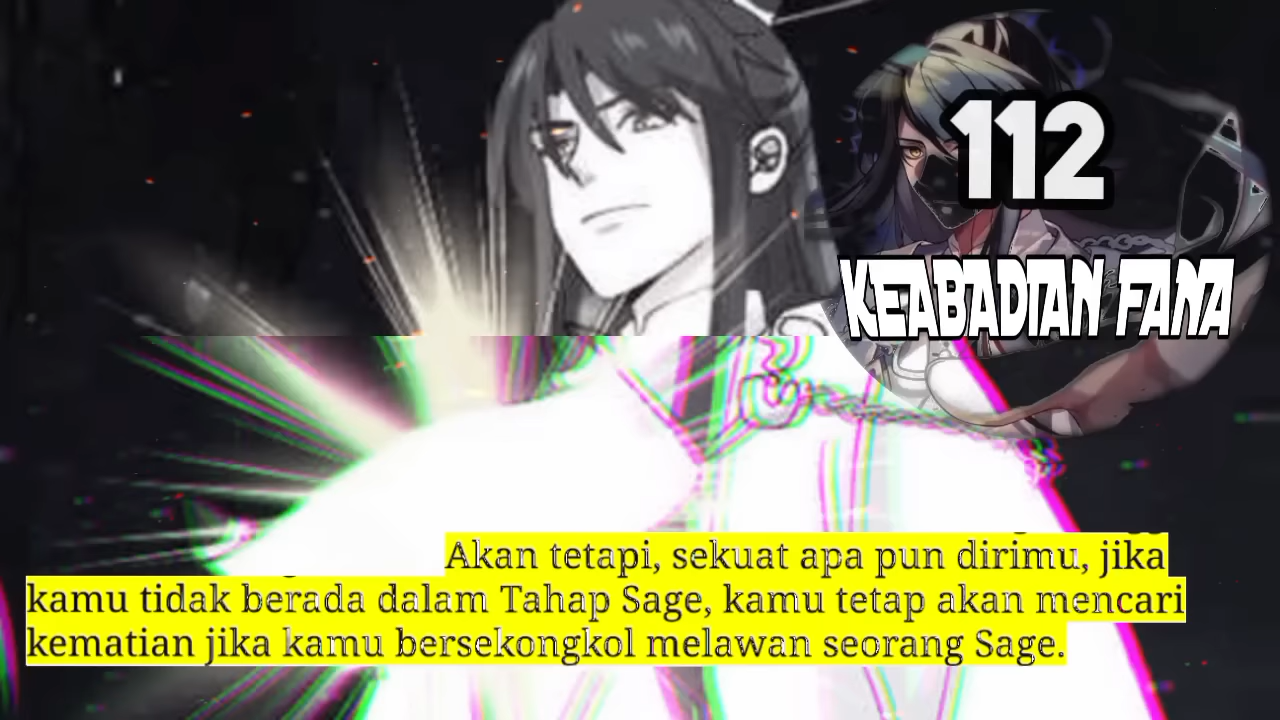 112
KEABADIAN FANA
Akan tetapi, sekuat apa pun dirimu, jika
kamu tidak berada dalam Tahap Sage, kamu tetap akan mencari
kematian jika kamu bersekongkol melawan seorang Sage.